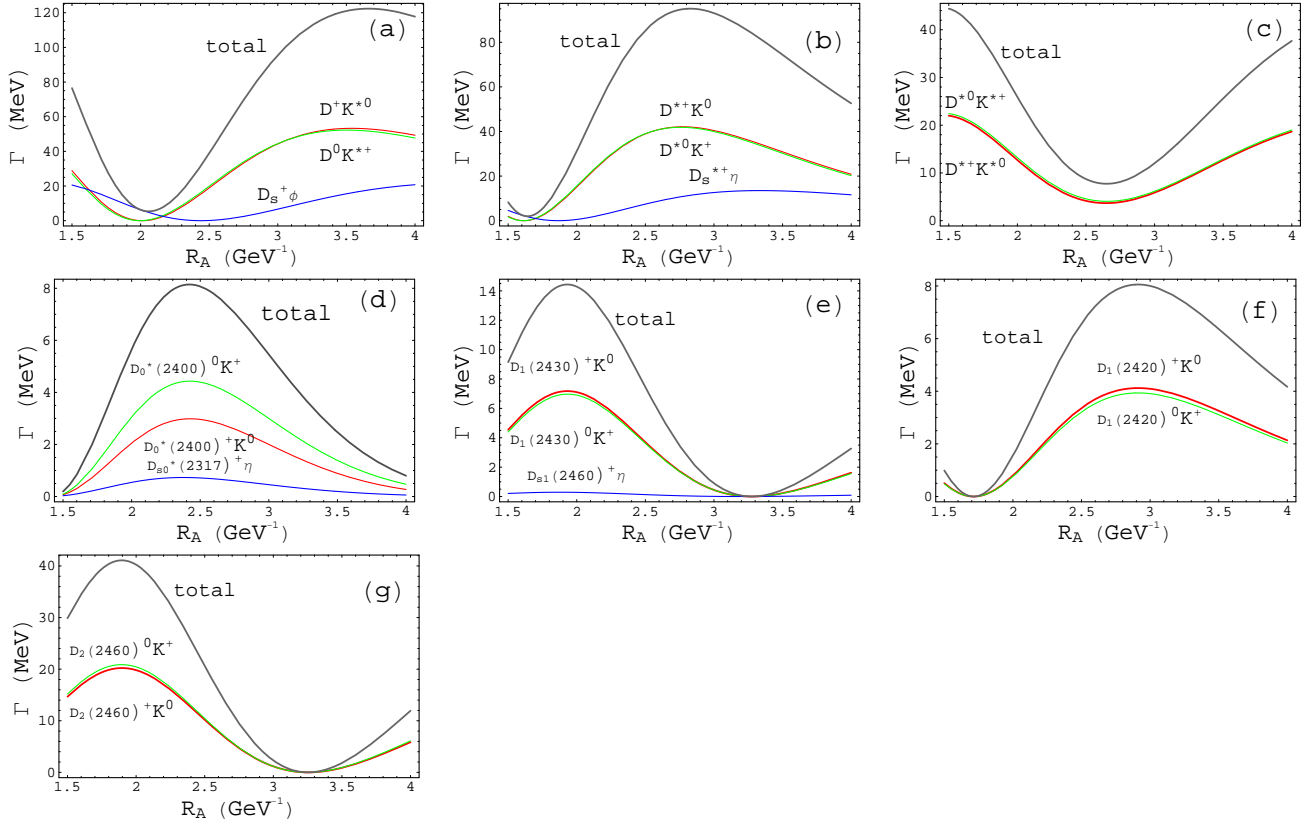 (a)
total
D⁺K*⁰
D⁰K*⁺
Dₛ⁺ϕ
Γ (MeV)
0 20 40 60 80 100 120
1.5 2 2.5 3 3.5 4
R_A (GeV⁻¹)
(b)
total
D*⁺K⁰
D*⁰K⁺
Dₛ*⁺η
Γ (MeV)
0 20 40 60 80
1.5 2 2.5 3 3.5 4
R_A (GeV⁻¹)
(c)
total
D*⁰K*⁺
D*⁺K*⁰
Γ (MeV)
0 10 20 30 40
1.5 2 2.5 3 3.5 4
R_A (GeV⁻¹)
(d)
total
D₀*(2400)⁰K⁺
D₀*(2400)⁺K⁰
Dₛ₀*(2317)⁺η
Γ (MeV)
0 2 4 6 8
1.5 2 2.5 3 3.5 4
R_A (GeV⁻¹)
(e)
total
D₁(2430)⁺K⁰
D₁(2430)⁰K⁺
Dₛ₁(2460)⁺η
Γ (MeV)
0 2 4 6 8 10 12 14
1.5 2 2.5 3 3.5 4
R_A (GeV⁻¹)
(f)
total
D₁(2420)⁺K⁰
D₁(2420)⁰K⁺
Γ (MeV)
0 2 4 6 8
1.5 2 2.5 3 3.5 4
R_A (GeV⁻¹)
(g)
total
D₂(2460)⁰K⁺
D₂(2460)⁺K⁰
Γ (MeV)
0 10 20 30 40
1.5 2 2.5 3 3.5 4
R_A (GeV⁻¹)